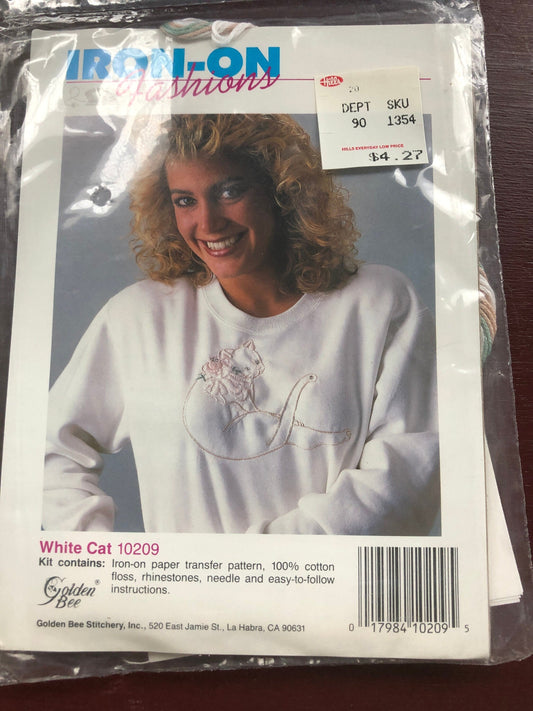 IRON-ON
fashions
Hills
20
DEPT SKU
90 1354
HILLS EVERYDAY LOW PRICE
$4.27
White Cat 10209
Kit contains: Iron-on paper transfer pattern, 100% cotton
floss, rhinestones, needle and easy-to-follow
instructions.
Golden®
Bee
Golden Bee Stitchery, Inc., 520 East Jamie St., La Habra, CA 90631
0 17984 10209 5